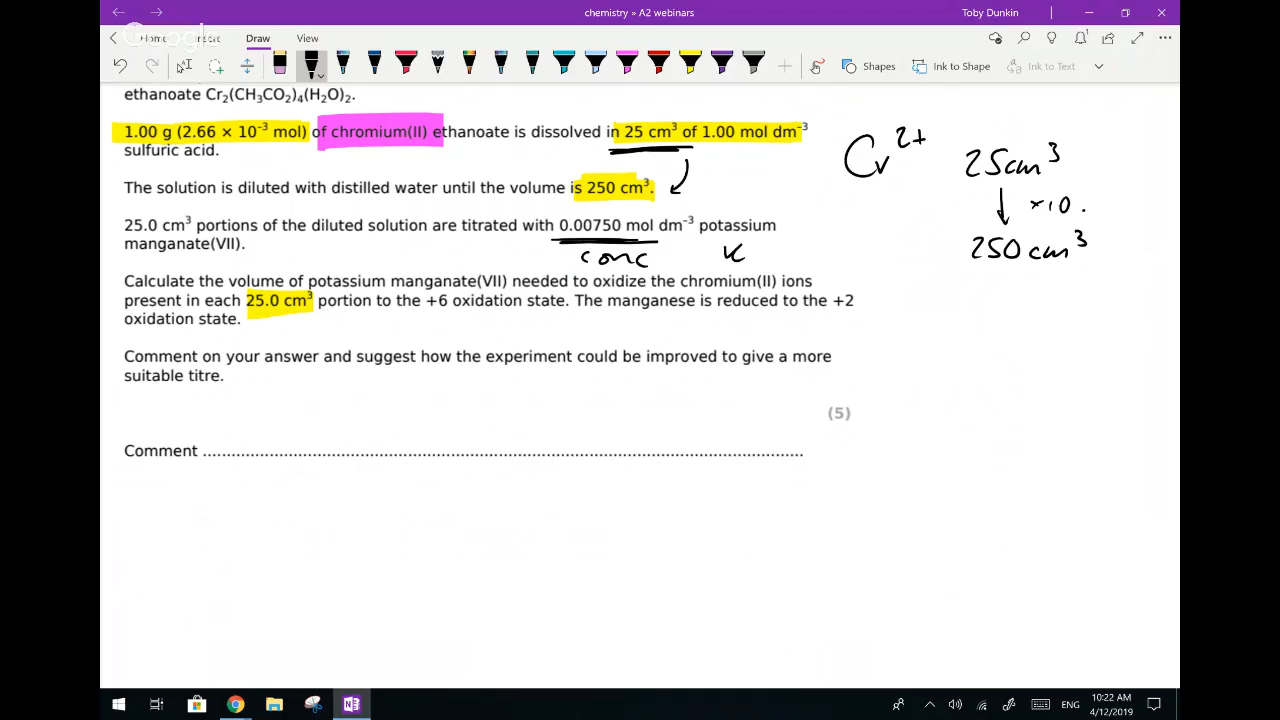 chemistry » A2 webinars
Toby Dunkin
Google
Home Draw View
Shapes Ink to Shape Ink to Text
ethanoate Cr₂(CH₃CO₂)₄(H₂O)₂.
1.00 g (2.66 × 10⁻³ mol) of chromium(II) ethanoate is dissolved in 25 cm³ of 1.00 mol dm⁻³
sulfuric acid.
The solution is diluted with distilled water until the volume is 250 cm³.
25.0 cm³ portions of the diluted solution are titrated with 0.00750 mol dm⁻³ potassium
manganate(VII).
conc
Calculate the volume of potassium manganate(VII) needed to oxidize the chromium(II) ions
present in each 25.0 cm³ portion to the +6 oxidation state. The manganese is reduced to the +2
oxidation state.
Comment on your answer and suggest how the experiment could be improved to give a more
suitable titre.
(5)
Comment ....................................................................................................
Cr²⁺
25cm³
×10.
250cm³
ENG
10:22 AM
4/12/2019